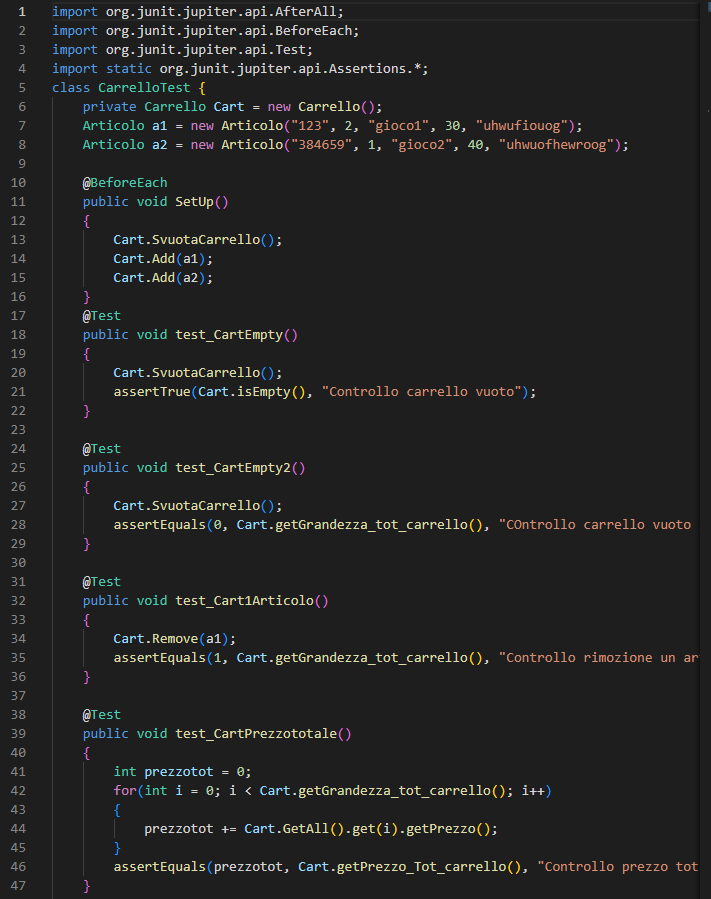 1 import org.junit.jupiter.api.AfterAll;
2 import org.junit.jupiter.api.BeforeEach;
3 import org.junit.jupiter.api.Test;
4 import static org.junit.jupiter.api.Assertions.*;
5 class CarrelloTest {
6 private Carrello Cart = new Carrello();
7 Articolo a1 = new Articolo("123", 2, "gioco1", 30, "uhwufiouog");
8 Articolo a2 = new Articolo("384659", 1, "gioco2", 40, "uhwuofhewroog");
9
10 @BeforeEach
11 public void SetUp()
12 {
13 Cart.SvuotaCarrello();
14 Cart.Add(a1);
15 Cart.Add(a2);
16 }
17 @Test
18 public void test_CartEmpty()
19 {
20 Cart.SvuotaCarrello();
21 assertTrue(Cart.isEmpty(), "Controllo carrello vuoto");
22 }
23
24 @Test
25 public void test_CartEmpty2()
26 {
27 Cart.SvuotaCarrello();
28 assertEquals(0, Cart.getGrandezza_tot_carrello(), "COntrollo carrello vuoto
29 }
30
31 @Test
32 public void test_Cart1Articolo()
33 {
34 Cart.Remove(a1);
35 assertEquals(1, Cart.getGrandezza_tot_carrello(), "Controllo rimozione un ar
36 }
37
38 @Test
39 public void test_CartPrezzototale()
40 {
41 int prezzotot = 0;
42 for(int i = 0; i < Cart.getGrandezza_tot_carrello(); i++)
43 {
44 prezzotot += Cart.GetAll().get(i).getPrezzo();
45 }
46 assertEquals(prezzotot, Cart.getPrezzo_Tot_carrello(), "Controllo prezzo tot
47 }